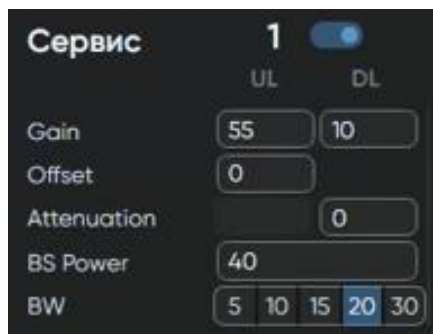 Сервис 1
UL DL
Gain 55 10
Offset 0
Attenuation 0
BS Power 40
BW 5 10 15 20 30